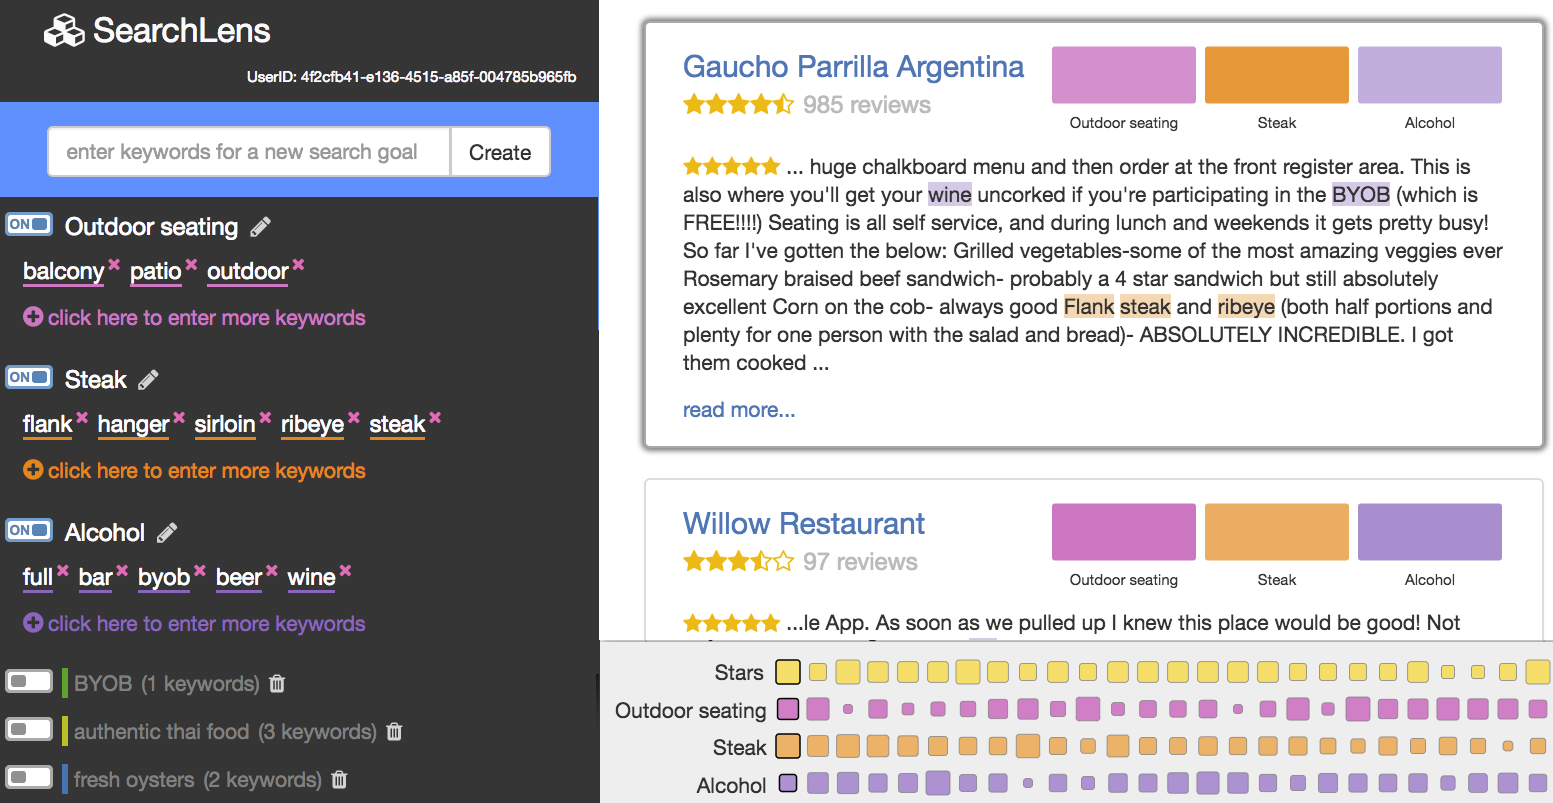 SearchLens
UserID: 4f2cfb41-e136-4515-a85f-004785b965fb
enter keywords for a new search goal
Create
ON Outdoor seating
balcony × patio × outdoor ×
click here to enter more keywords
ON Steak
flank × hanger × sirloin × ribeye × steak ×
click here to enter more keywords
ON Alcohol
full × bar × byob × beer × wine ×
click here to enter more keywords
BYOB (1 keywords)
authentic thai food (3 keywords)
fresh oysters (2 keywords)
Gaucho Parrilla Argentina
985 reviews
Outdoor seating
Steak
Alcohol
... huge chalkboard menu and then order at the front register area. This is
also where you'll get your wine uncorked if you're participating in the BYOB (which is
FREE!!!!) Seating is all self service, and during lunch and weekends it gets pretty busy!
So far I've gotten the below: Grilled vegetables-some of the most amazing veggies ever
Rosemary braised beef sandwich- probably a 4 star sandwich but still absolutely
excellent Corn on the cob- always good Flank steak and ribeye (both half portions and
plenty for one person with the salad and bread)- ABSOLUTELY INCREDIBLE. I got
them cooked ...
read more...
Willow Restaurant
97 reviews
Outdoor seating
Steak
Alcohol
...le App. As soon as we pulled up I knew this place would be good! Not
Stars
Outdoor seating
Steak
Alcohol